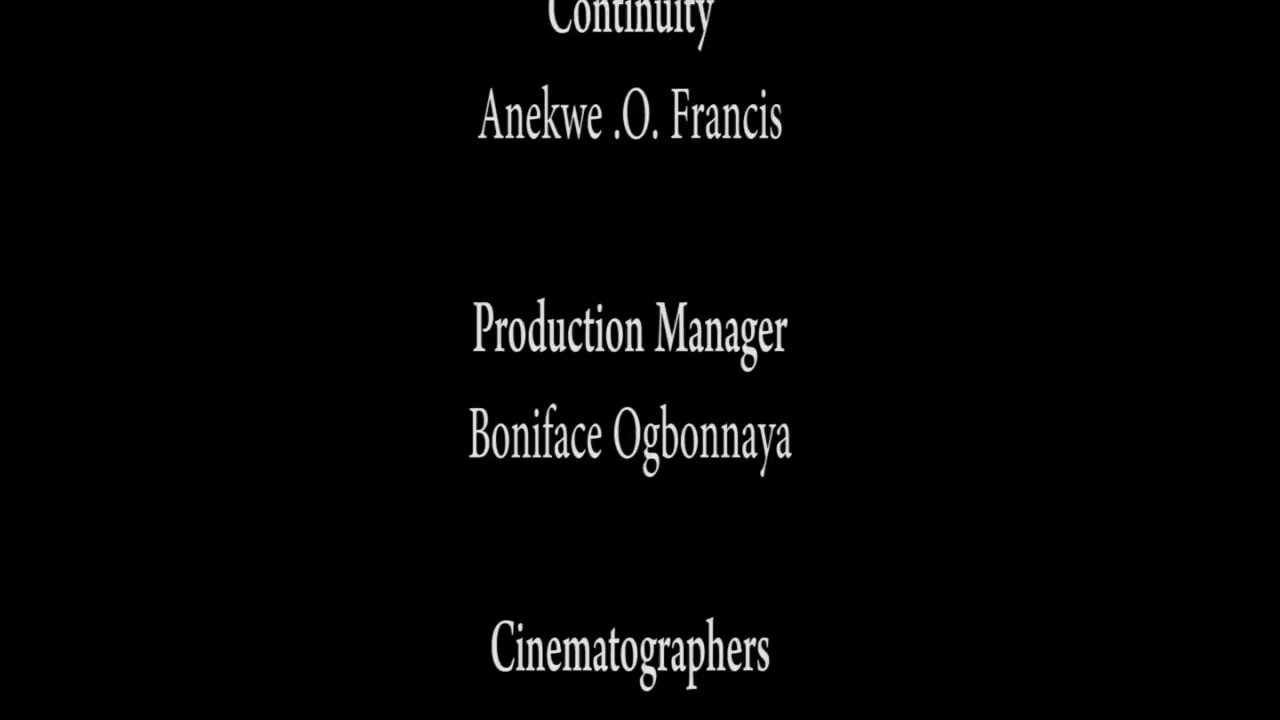 Continuity
Anekwe .O. Francis
Production Manager
Boniface Ogbonnaya
Cinematographers